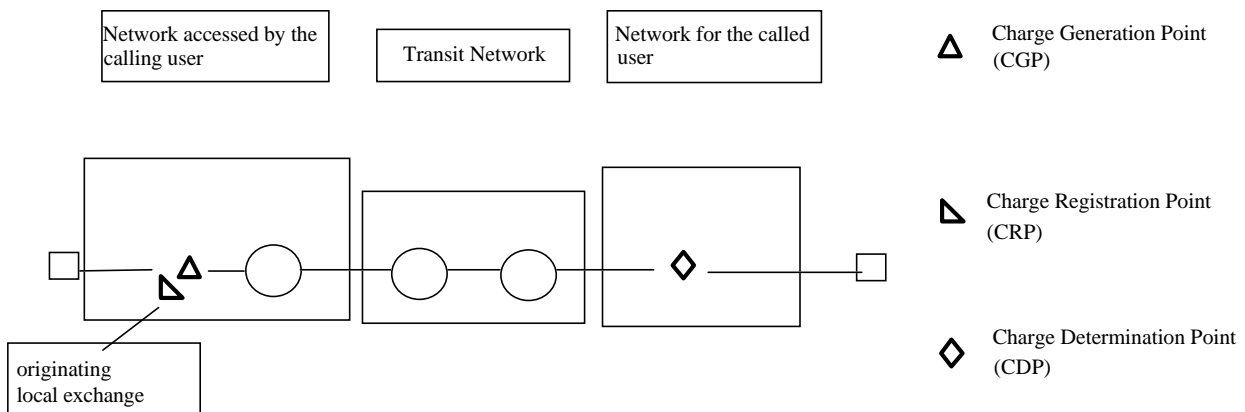 Network accessed by the
calling user
Transit Network
Network for the called
user
Charge Generation Point
(CGP)
Charge Registration Point
(CRP)
originating
local exchange
Charge Determination Point
(CDP)